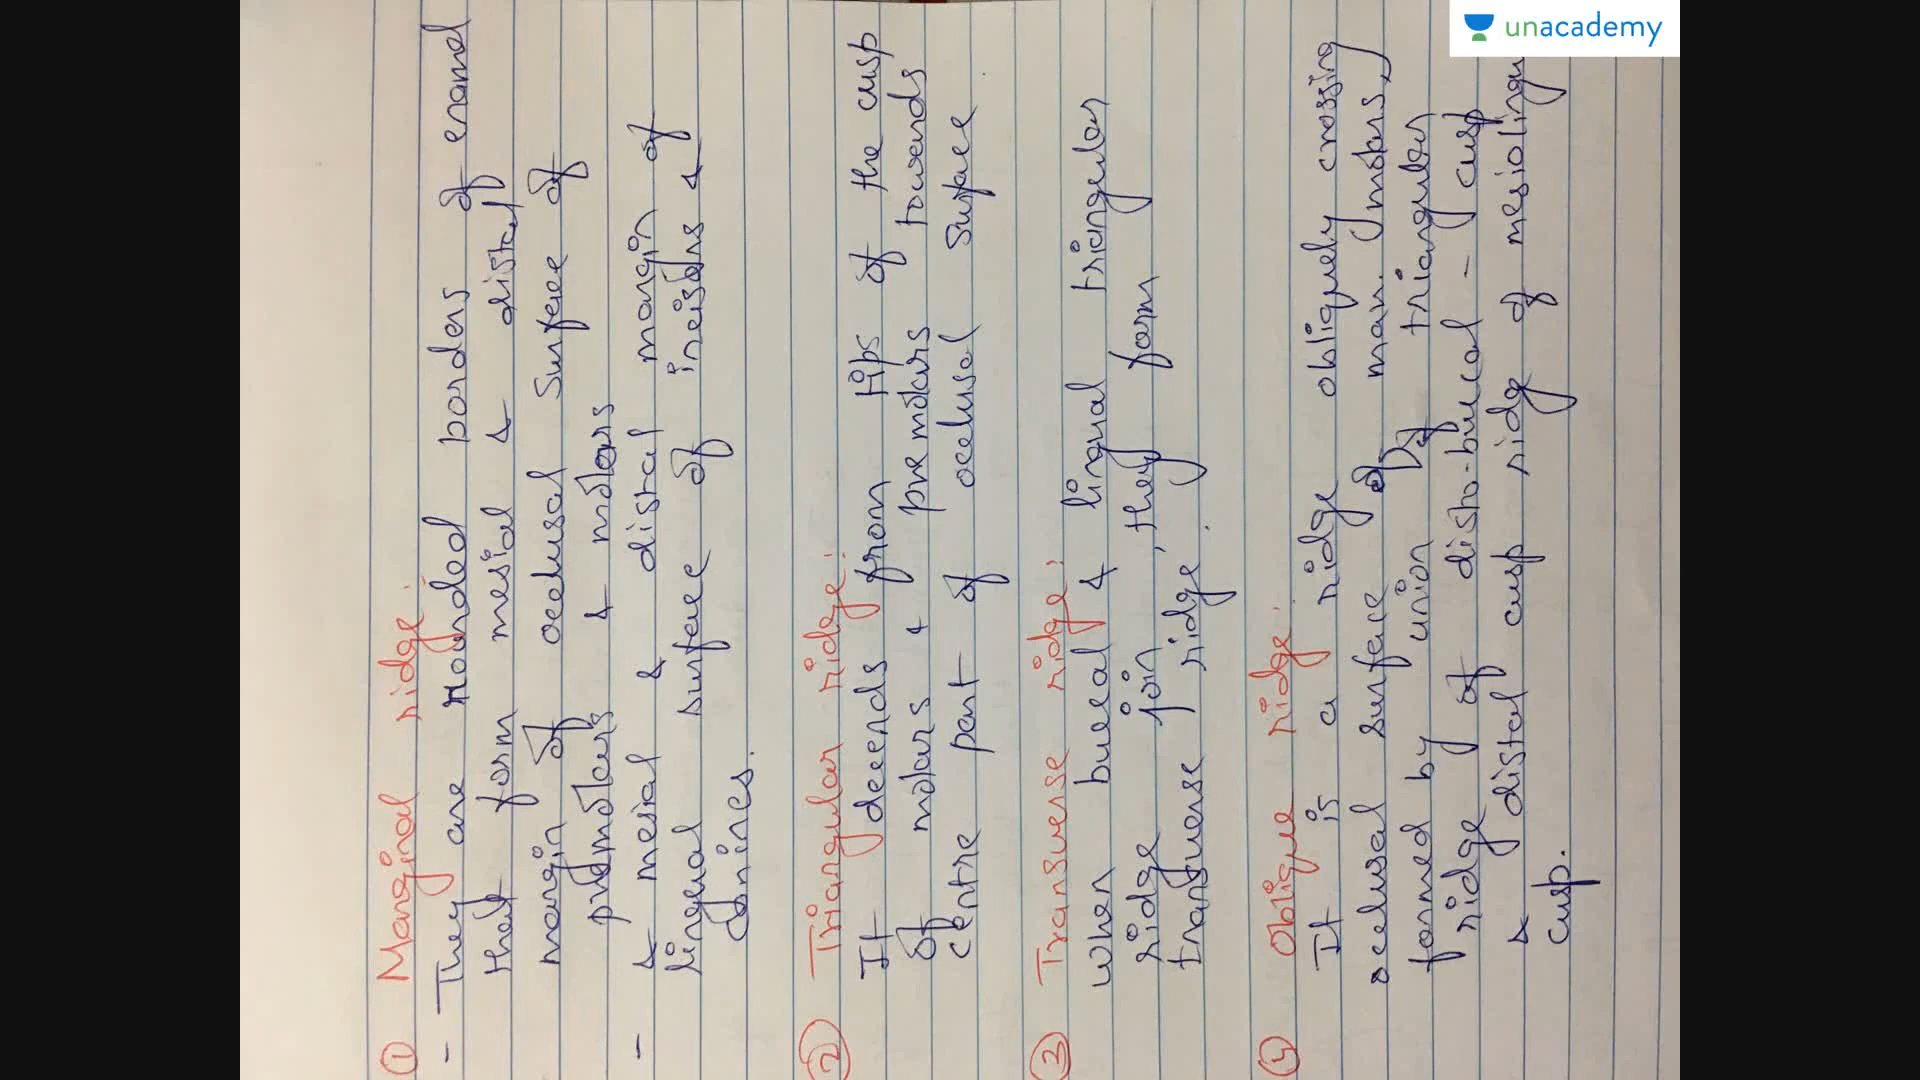 unacademy
① Marginal ridge:
- They are rounded borders of enamel
that form mesial & distal
margin of occlusal surface of
premolars & molars
- & mesial & distal margin of
lingual surface of incisors &
canines.
② Triangular ridge:
It decends from tips of the cusp
of molars & premolars towards
centre part of occlusal surface
③ Transverse ridge:
When buccal & lingual triangular
ridge join, they form
transverse ridge.
④ Oblique ridge:
It is a ridge obliquely crossing
occlusal surface of max. molars,
formed by union of triangular
ridge of disto-buccal - cusp
& distal cusp ridg of mesiolingu
cusp.